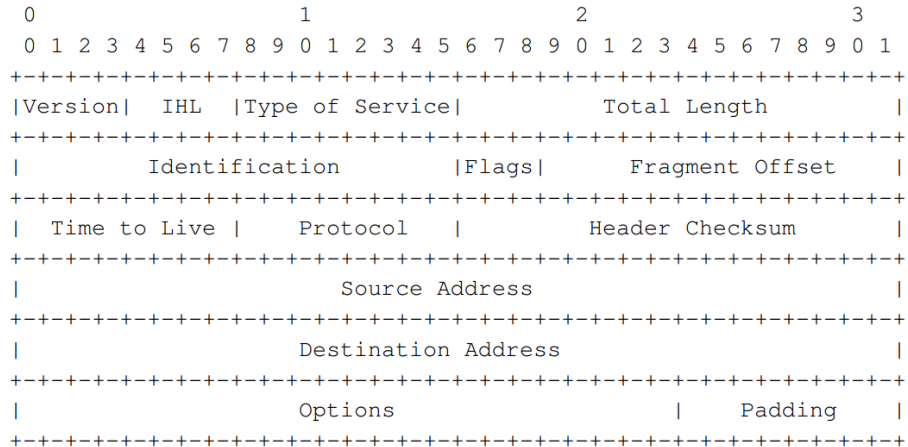 0                   1                   2                   3
 0 1 2 3 4 5 6 7 8 9 0 1 2 3 4 5 6 7 8 9 0 1 2 3 4 5 6 7 8 9 0 1
+-+-+-+-+-+-+-+-+-+-+-+-+-+-+-+-+-+-+-+-+-+-+-+-+-+-+-+-+-+-+-+-+
|Version|  IHL  |Type of Service|          Total Length         |
+-+-+-+-+-+-+-+-+-+-+-+-+-+-+-+-+-+-+-+-+-+-+-+-+-+-+-+-+-+-+-+-+
|         Identification        |Flags|      Fragment Offset    |
+-+-+-+-+-+-+-+-+-+-+-+-+-+-+-+-+-+-+-+-+-+-+-+-+-+-+-+-+-+-+-+-+
|  Time to Live |    Protocol   |         Header Checksum       |
+-+-+-+-+-+-+-+-+-+-+-+-+-+-+-+-+-+-+-+-+-+-+-+-+-+-+-+-+-+-+-+-+
|                       Source Address                          |
+-+-+-+-+-+-+-+-+-+-+-+-+-+-+-+-+-+-+-+-+-+-+-+-+-+-+-+-+-+-+-+-+
|                    Destination Address                        |
+-+-+-+-+-+-+-+-+-+-+-+-+-+-+-+-+-+-+-+-+-+-+-+-+-+-+-+-+-+-+-+-+
|                    Options                    |    Padding    |
+-+-+-+-+-+-+-+-+-+-+-+-+-+-+-+-+-+-+-+-+-+-+-+-+-+-+-+-+-+-+-+-+